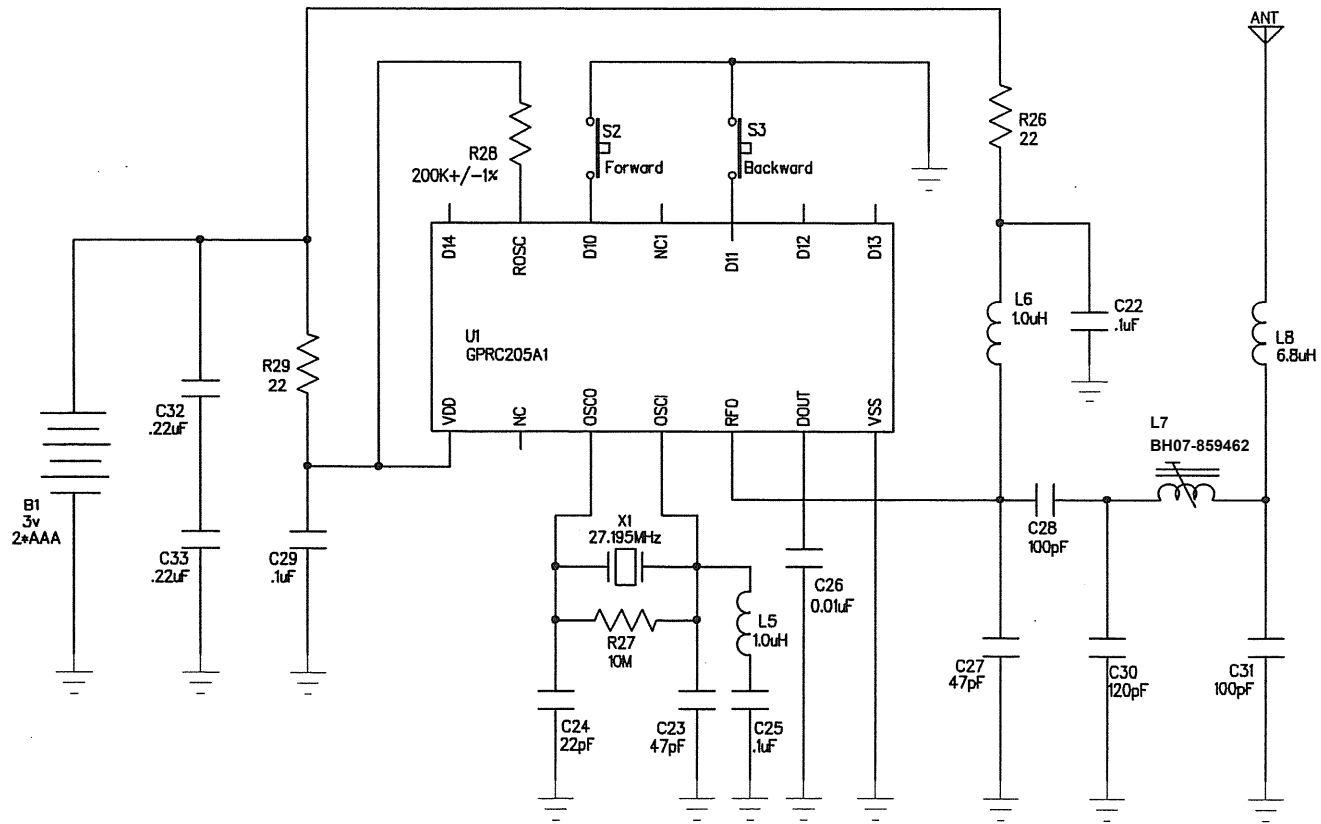 ANT
R28
200K+/-1%
S2
Forward
S3
Backward
R26
22
D14
ROSC
D10
NC1
D11
D12
D13
U1
GPRC205A1
L6
1.0uH
C22
.1uF
L8
6.8uH
R29
22
C32
.22uF
VDD
NC
OSCO
OSCI
RFO
DOUT
VSS
L7
BH07-859462
B1
3v
2*AAA
C33
.22uF
C29
.1uF
X1
27.195MHz
C28
100pF
C26
0.01uF
R27
10M
L5
1.0uH
C24
22pF
C23
47pF
C25
.1uF
C27
47pF
C30
120pF
C31
100pF